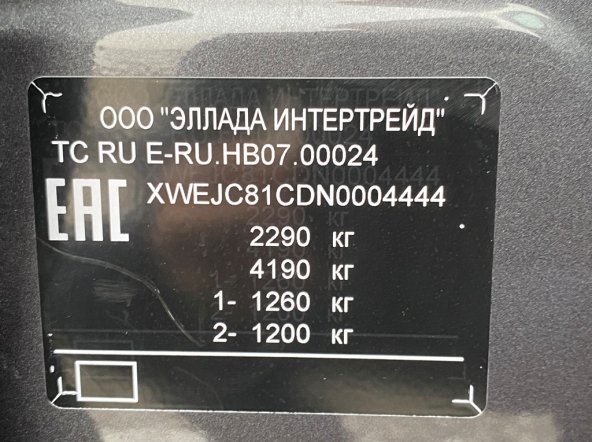 ООО "ЭЛЛАДА ИНТЕРТРЕЙД"
ТС RU E-RU.НВ07.00024
EAC
XWEJC81CDN0004444
2290 кг
4190 кг
1- 1260 кг
2- 1200 кг